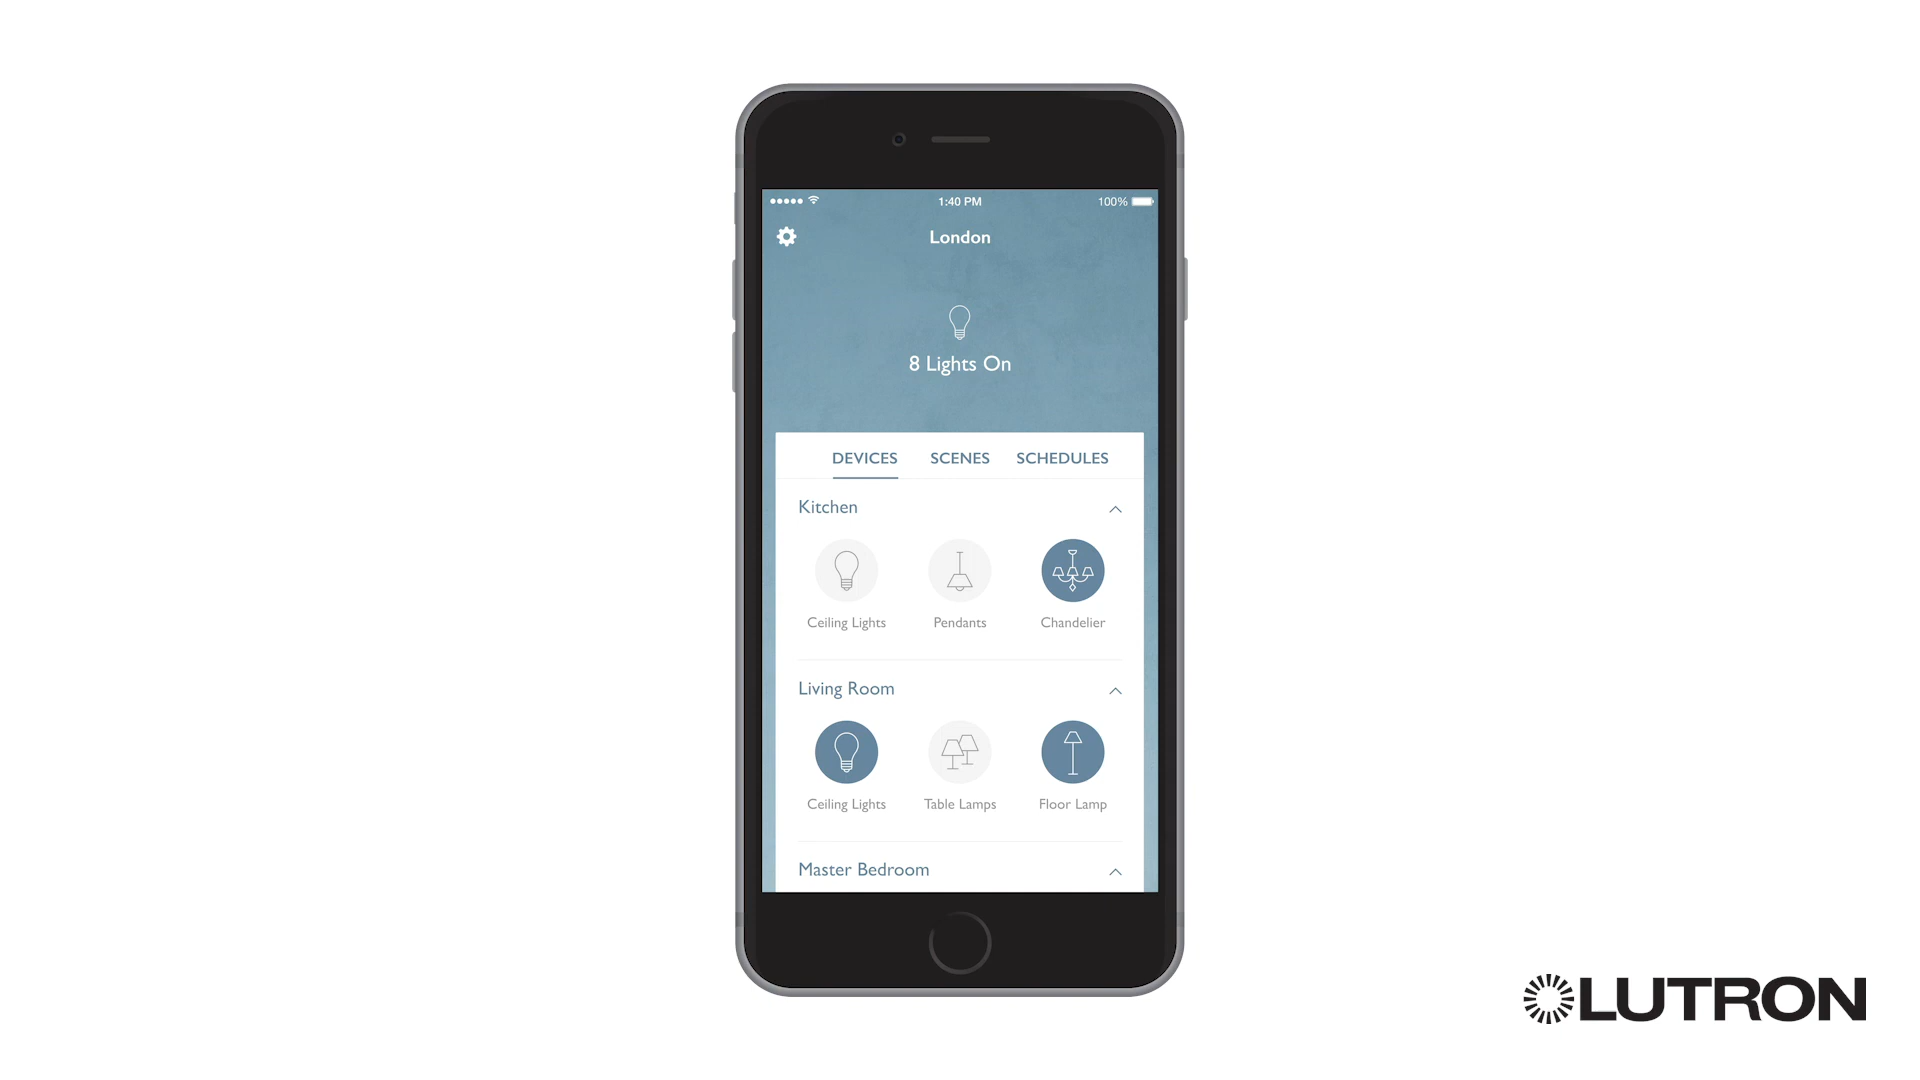 1:40 PM 100%
London
8 Lights On
DEVICES SCENES SCHEDULES
Kitchen
Ceiling Lights Pendants Chandelier
Living Room
Ceiling Lights Table Lamps Floor Lamp
Master Bedroom
LUTRON